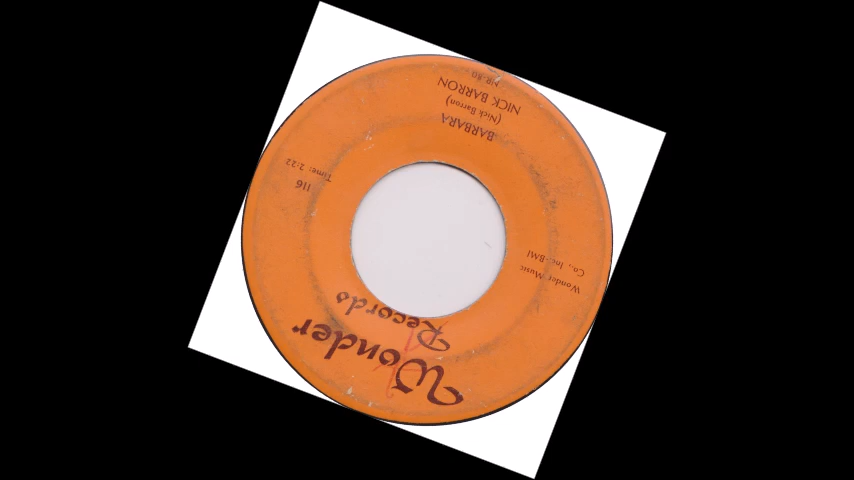 Wonder
Records
Wonder Music
Co., Inc.-BMI
116
Time: 2:22
BARBARA
(Nick Barron)
NICK BARRON
NR-80